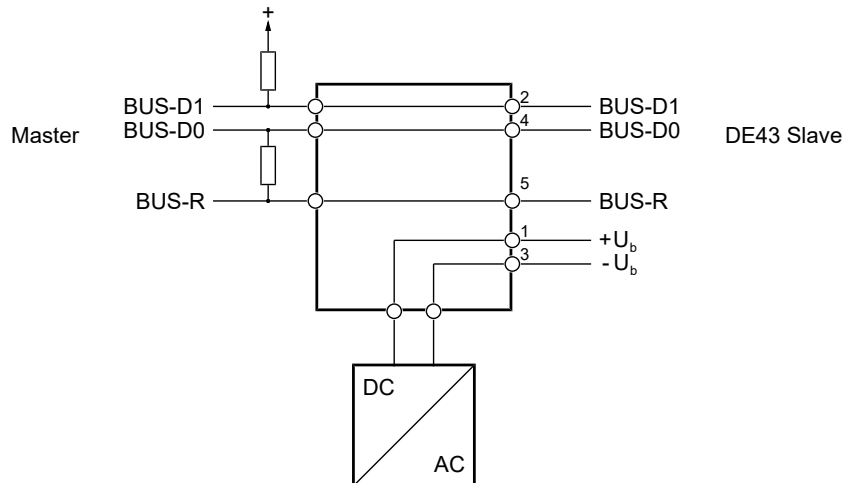 +
BUS-D1 2 BUS-D1
BUS-D0 4 BUS-D0
Master DE43 Slave
BUS-R 5 BUS-R
1 +Ub
3 -Ub
DC
AC